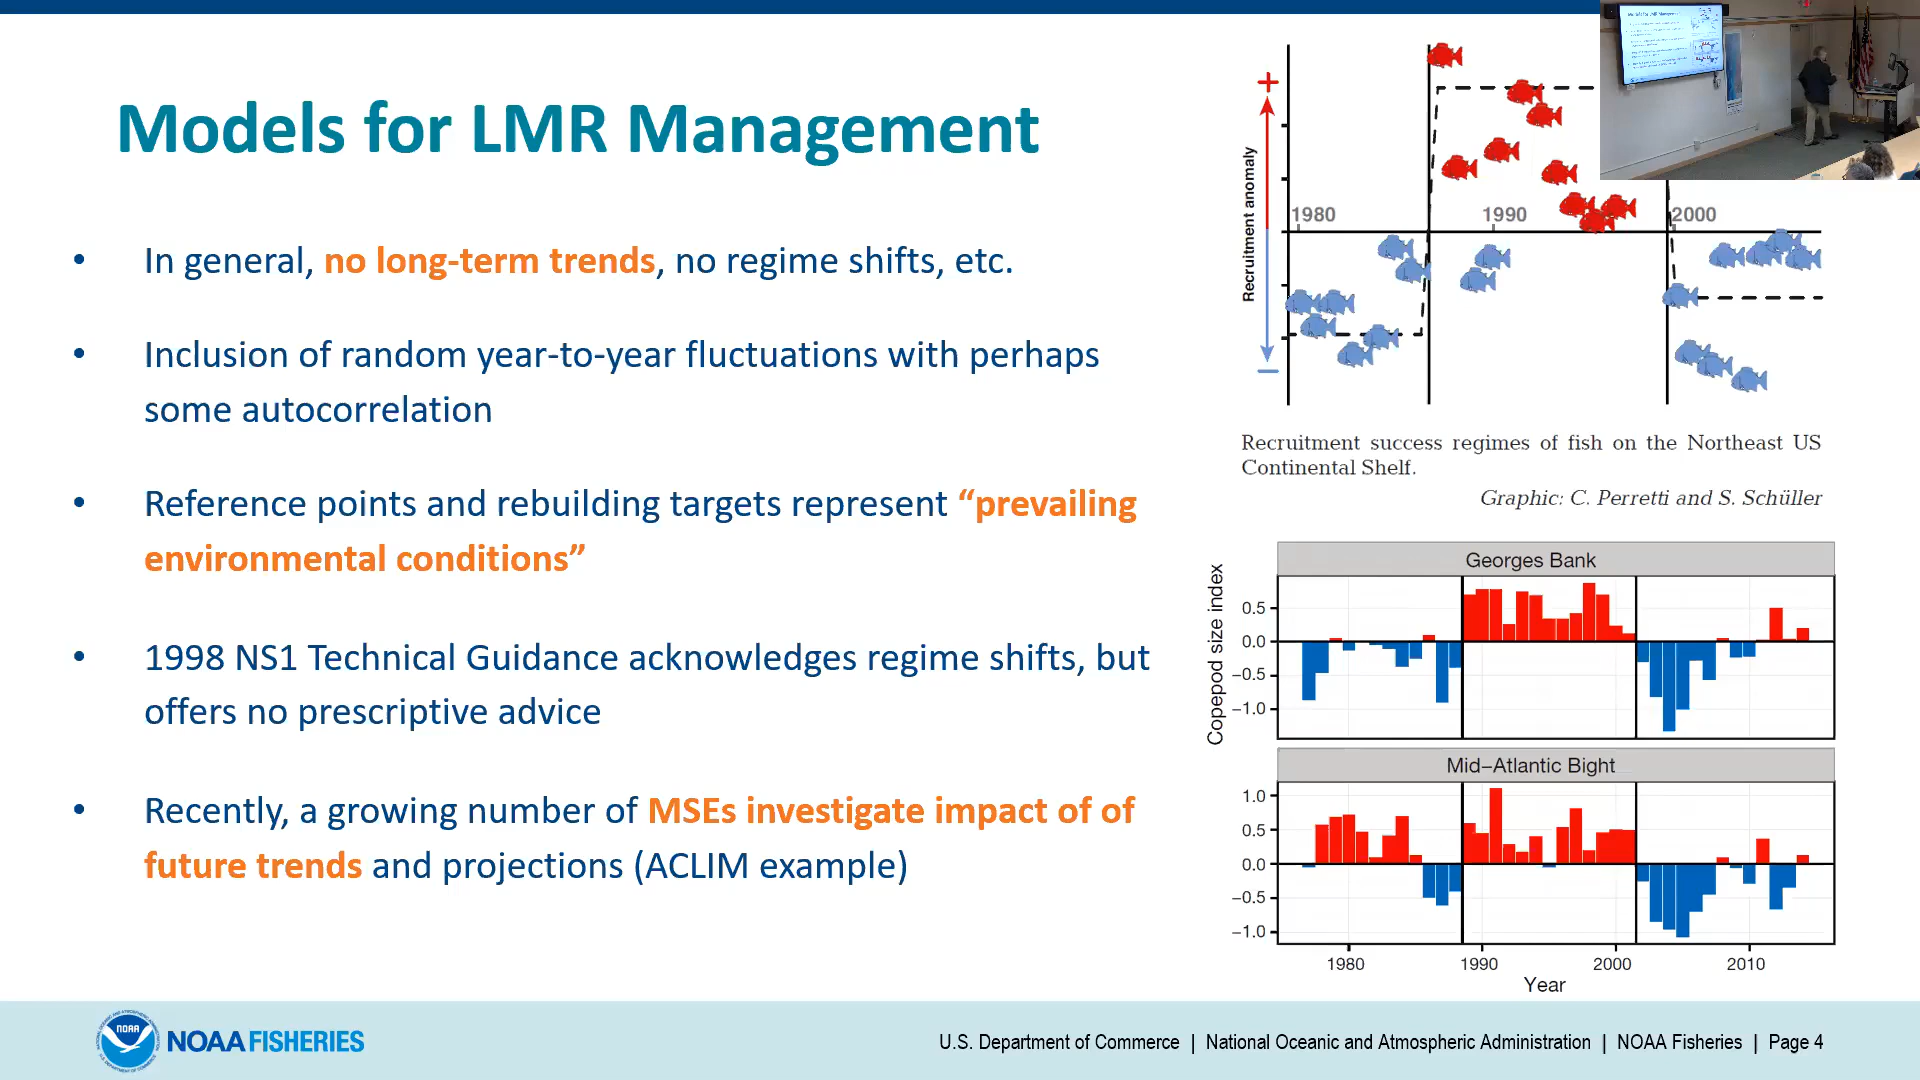 Models for LMR Management
• In general, no long-term trends, no regime shifts, etc.
• Inclusion of random year-to-year fluctuations with perhaps
some autocorrelation
• Reference points and rebuilding targets represent “prevailing
environmental conditions”
• 1998 NS1 Technical Guidance acknowledges regime shifts, but
offers no prescriptive advice
• Recently, a growing number of MSEs investigate impact of of
future trends and projections (ACLIM example)
+
Recruitment anomaly
−
1980
1990
2000
Recruitment success regimes of fish on the Northeast US
Continental Shelf.
Graphic: C. Perretti and S. Schüller
Copepod size index
Georges Bank
0.5
0.0
−0.5
−1.0
Mid–Atlantic Bight
1.0
0.5
0.0
−0.5
−1.0
1980 1990 2000 2010
Year
NOAA
NOAA FISHERIES
U.S. Department of Commerce | National Oceanic and Atmospheric Administration | NOAA Fisheries | Page 4